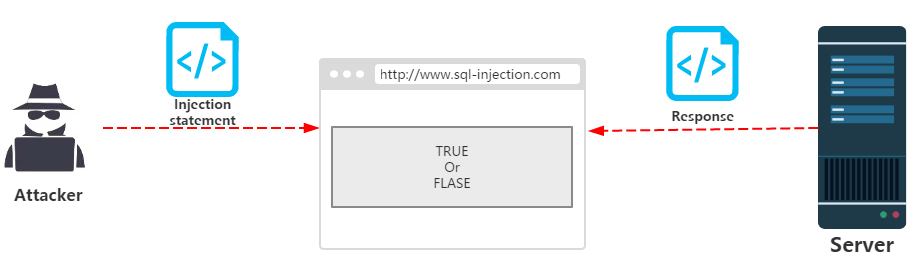 </>
</>
http://www.sql-injection.com
Injection
statement
Response
TRUE
Or
FLASE
Attacker
Server